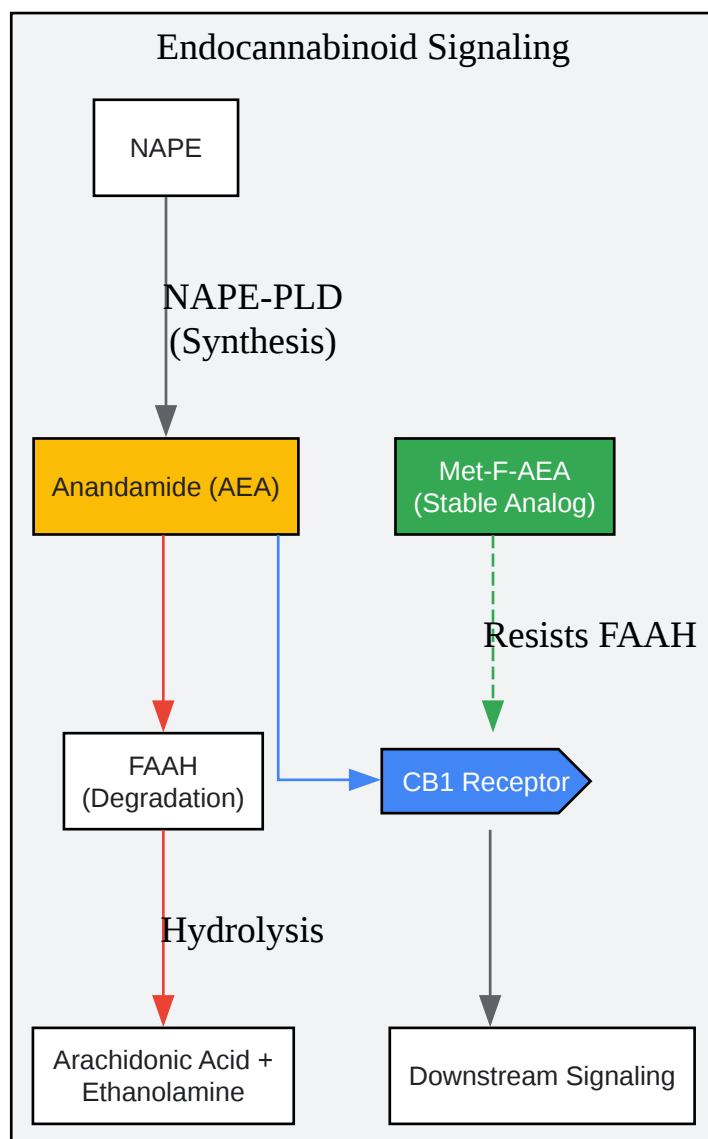 Endocannabinoid Signaling
NAPE
NAPE-PLD
(Synthesis)
Anandamide (AEA)
Met-F-AEA
(Stable Analog)
Resists FAAH
FAAH
(Degradation)
CB1 Receptor
Hydrolysis
Arachidonic Acid +
Ethanolamine
Downstream Signaling